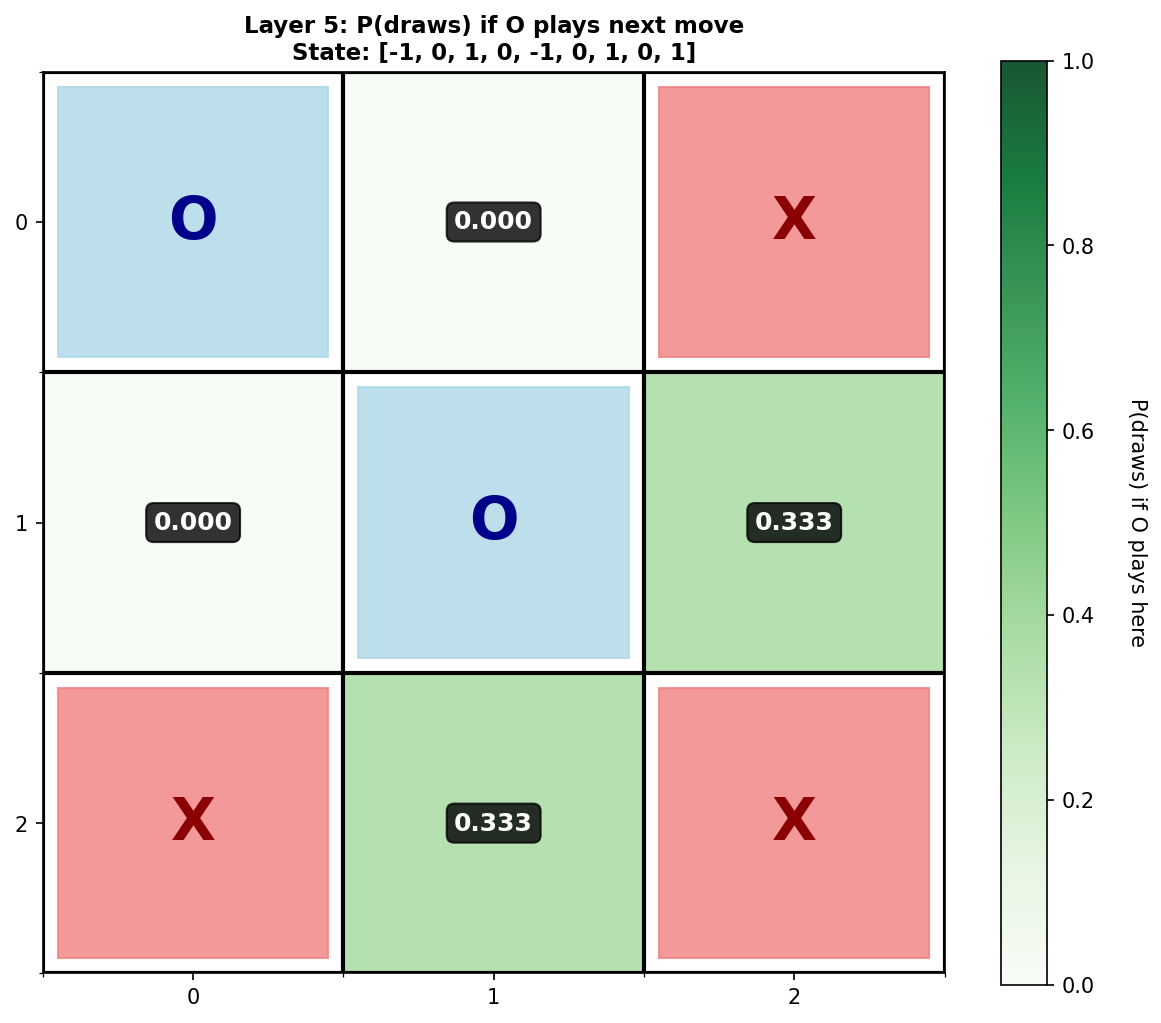 Layer 5: P(draws) if O plays next move
State: [-1, 0, 1, 0, -1, 0, 1, 0, 1]
0
O
0.000
X
1
0.000
O
0.333
2
X
0.333
X
0
1
2
1.0
0.8
0.6
0.4
0.2
0.0
P(draws) if O plays here